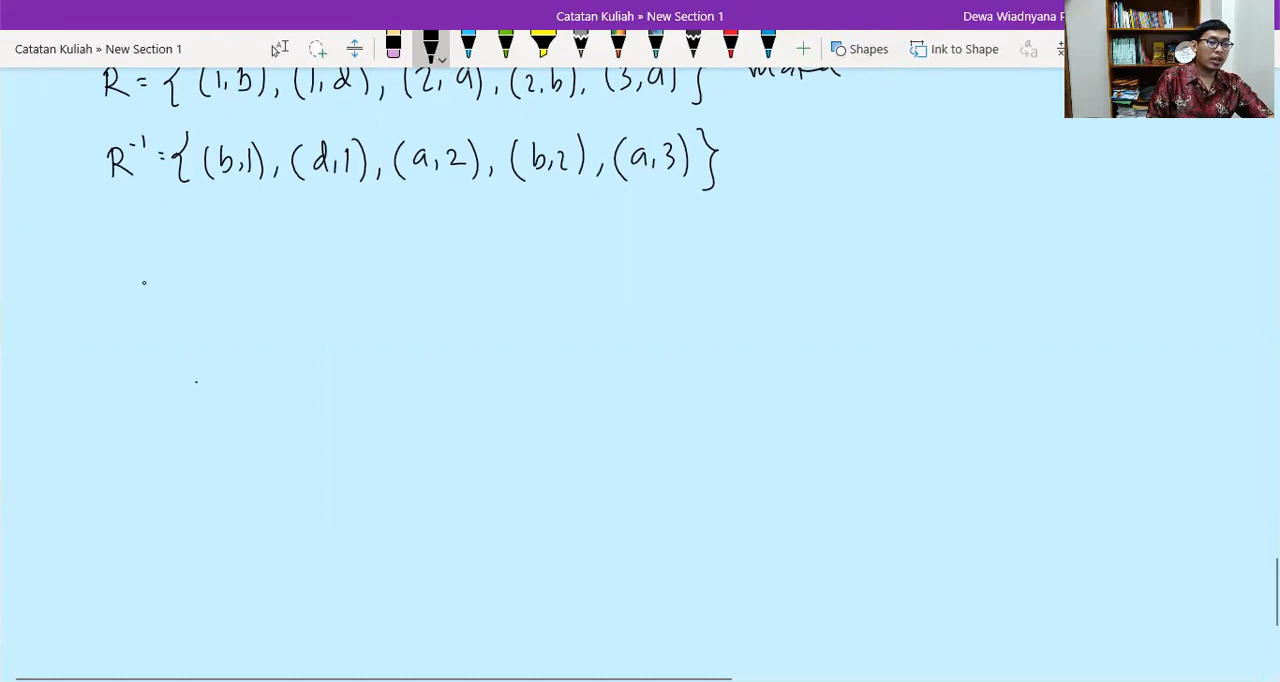 Catatan Kuliah » New Section 1
Dewa Wiadnyana
Catatan Kuliah » New Section 1
Shapes
Ink to Shape
R = { (1,b), (1,d), (2,a), (2,b), (3,a) } maka
R⁻¹ = { (b,1), (d,1), (a,2), (b,2), (a,3) }